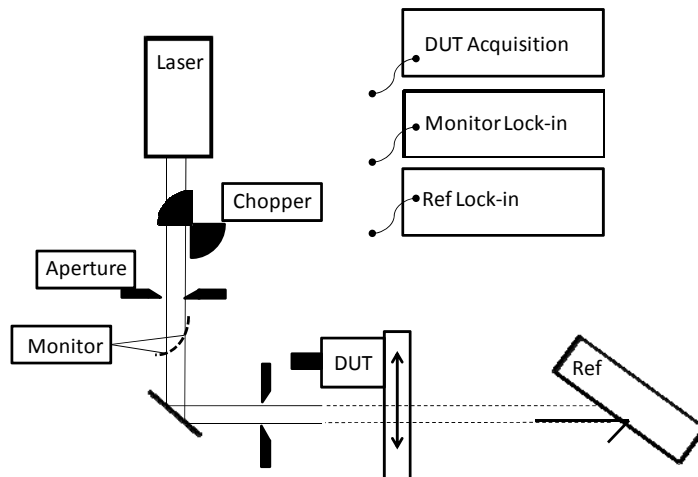 Laser
DUT Acquisition
Monitor Lock-in
Chopper
Ref Lock-in
Aperture
Monitor
DUT
Ref